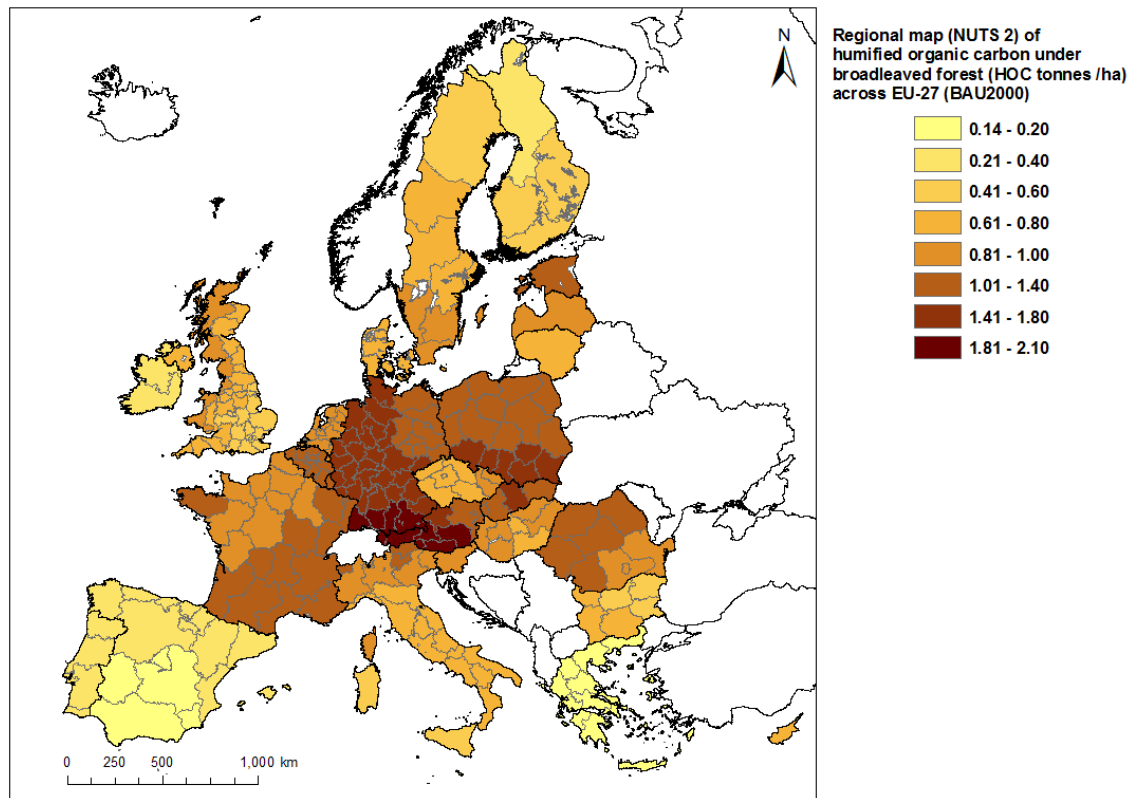 N
Regional map (NUTS 2) of
humified organic carbon under
broadleaved forest (HOC tonnes /ha)
across EU-27 (BAU2000)
0.14 - 0.20
0.21 - 0.40
0.41 - 0.60
0.61 - 0.80
0.81 - 1.00
1.01 - 1.40
1.41 - 1.80
1.81 - 2.10
0 250 500 1,000 km